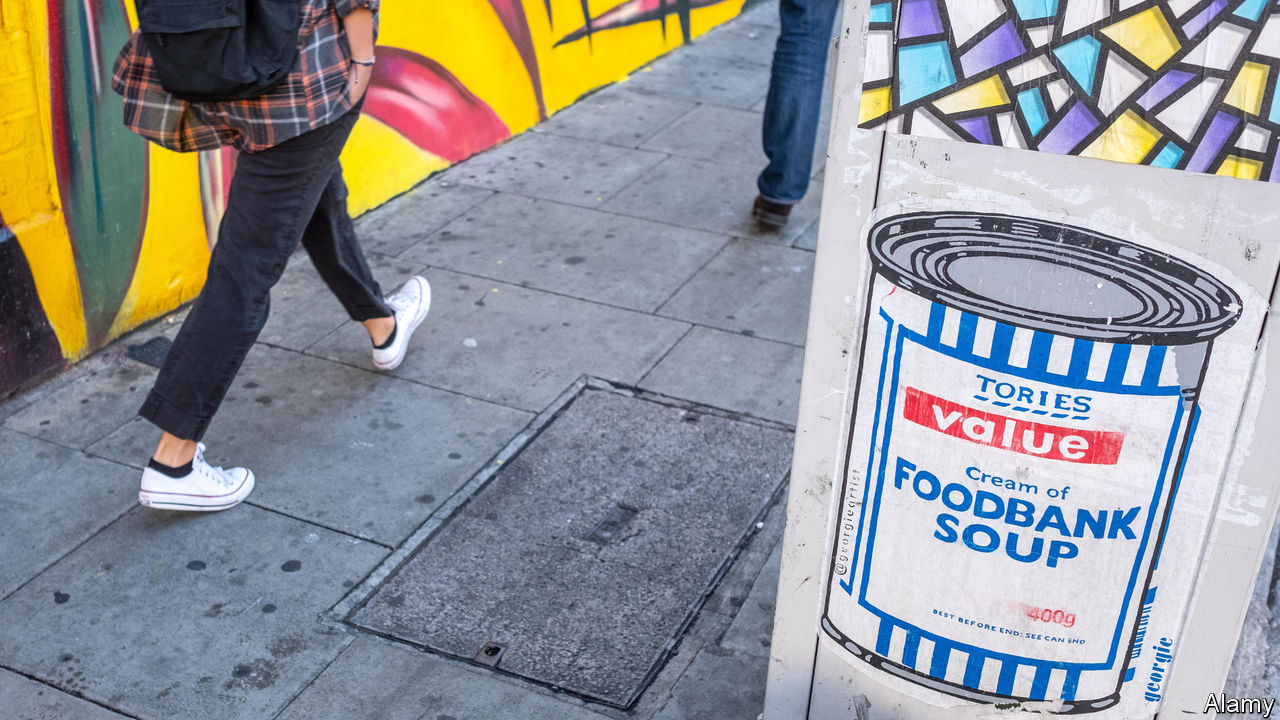 TORIES
value
Cream of
FOODBANK
SOUP
400g
BEST BEFORE END: SEE CAN END
@georgieartist
georgie
Alamy